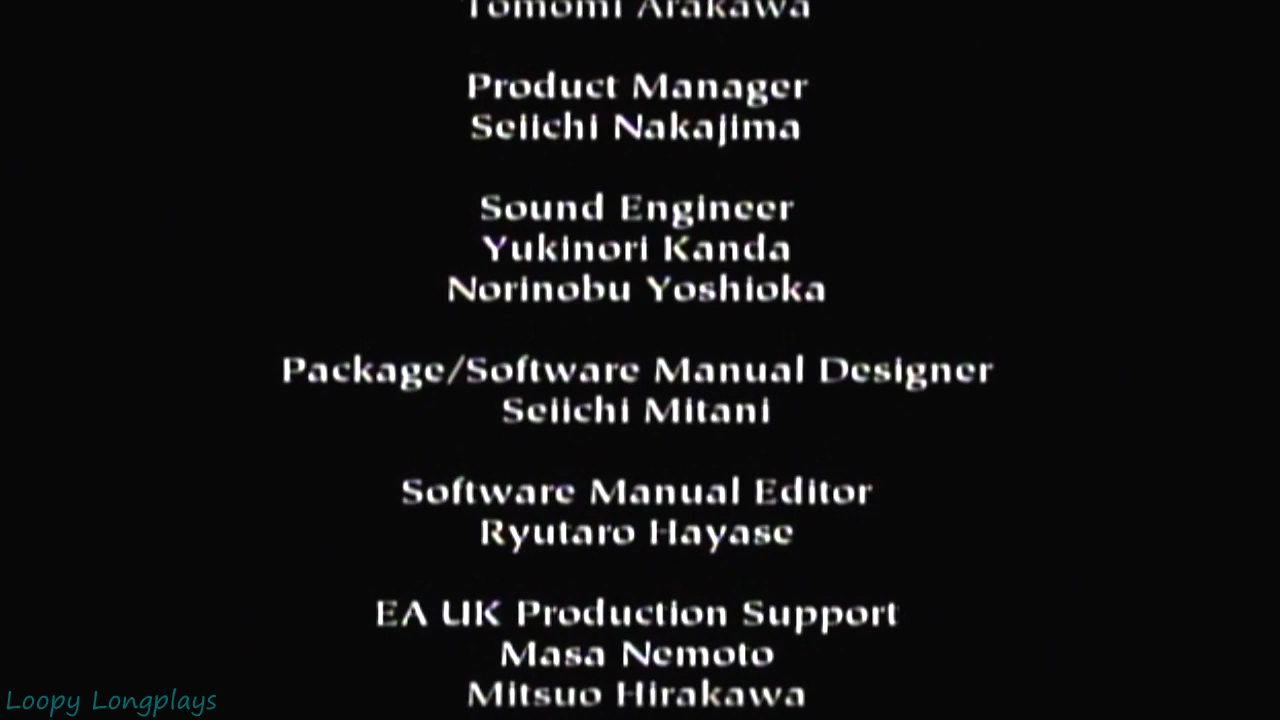 Tomomi Arakawa
Product Manager
Seiichi Nakajima
Sound Engineer
Yukinori Kanda
Norinobu Yoshioka
Package/Software Manual Designer
Seiichi Mitani
Software Manual Editor
Ryutaro Hayase
EA UK Production Support
Masa Nemoto
Mitsuo Hirakawa
Loopy Longplays